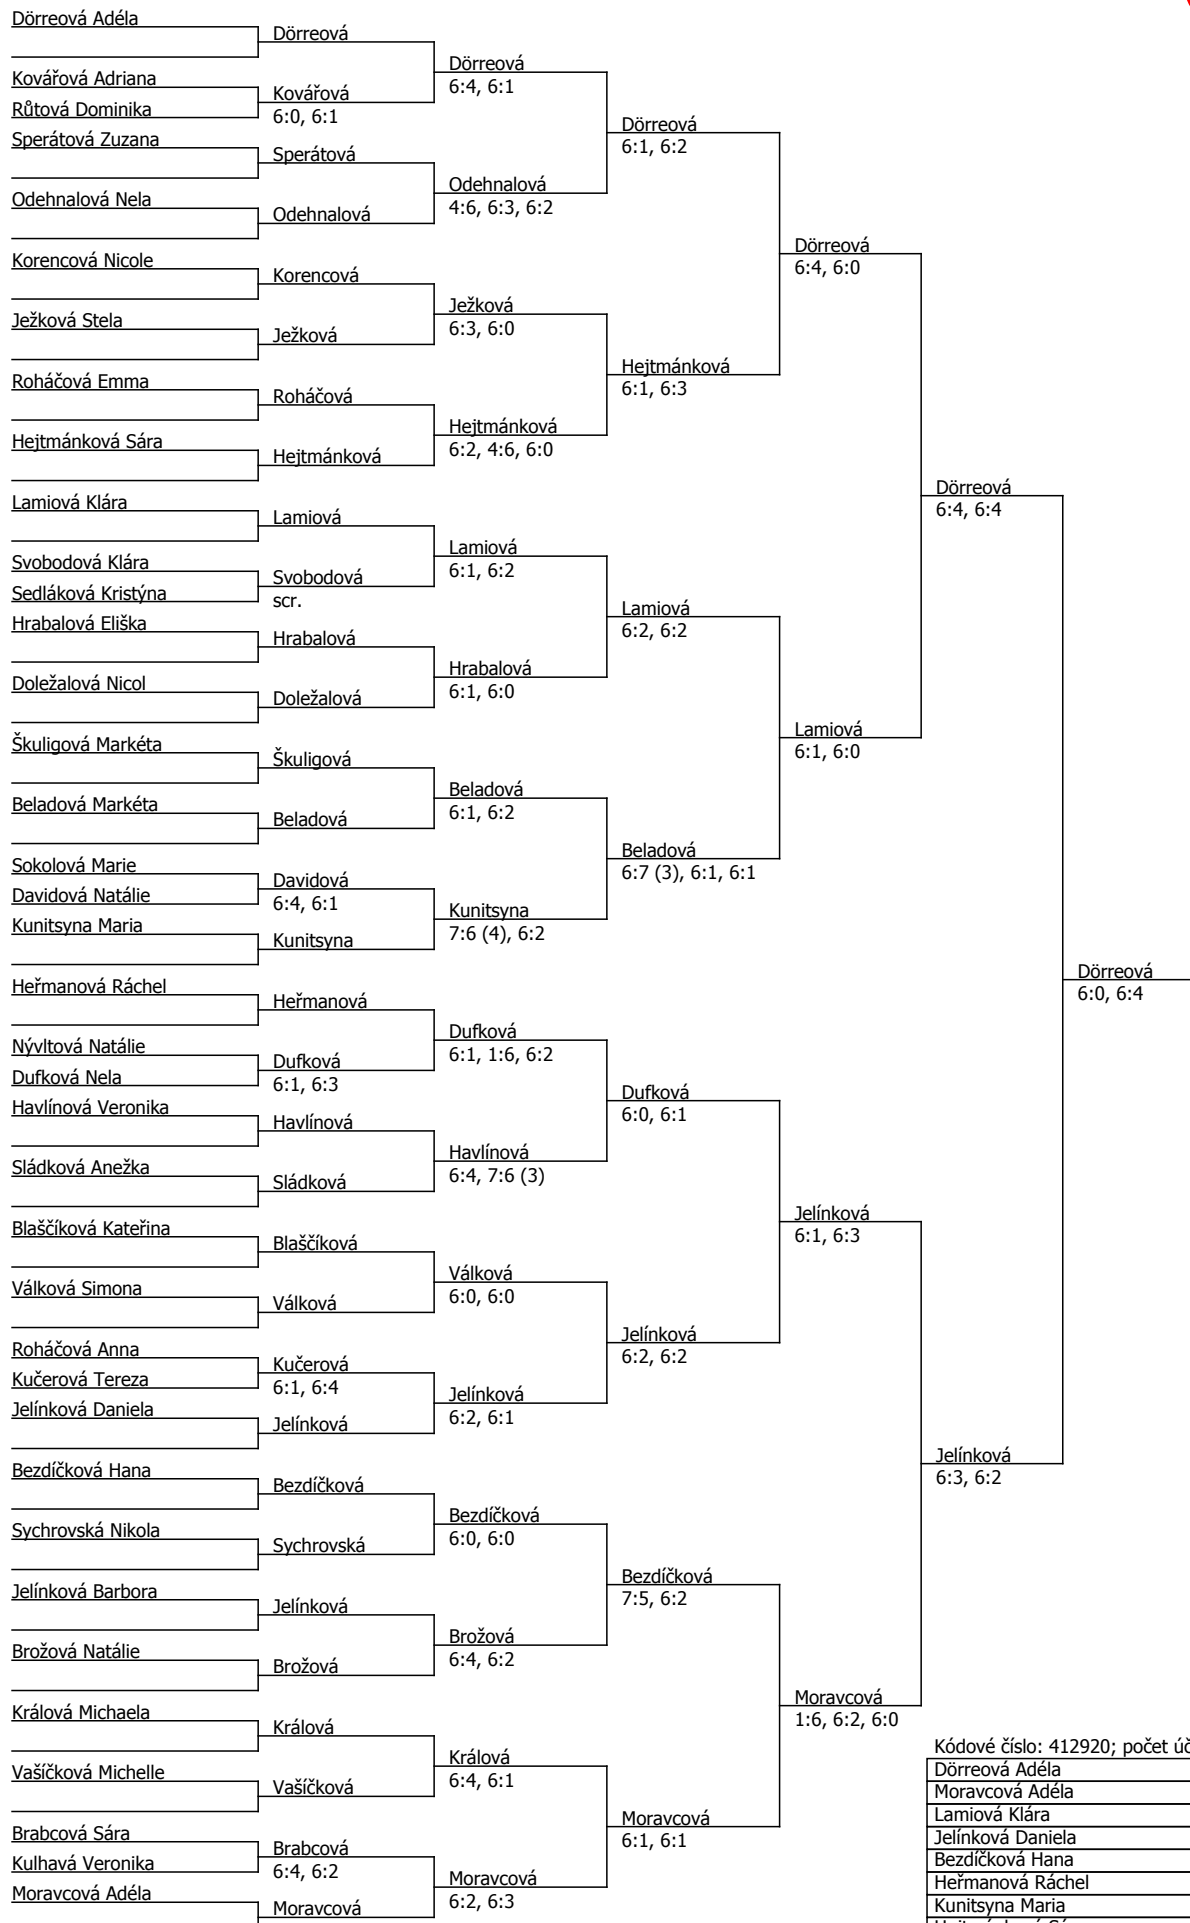 Dörreová Adéla
Kovářová Adriana
Růtová Dominika
Sperátová Zuzana
Odehnalová Nela
Korencová Nicole
Ježková Stela
Roháčová Emma
Hejtmánková Sára
Lamiová Klára
Svobodová Klára
Sedláková Kristýna
Hrabalová Eliška
Doležalová Nicol
Škuligová Markéta
Beladová Markéta
Sokolová Marie
Davidová Natálie
Kunitsyna Maria
Heřmanová Ráchel
Nývltová Natálie
Dufková Nela
Havlínová Veronika
Sládková Anežka
Blaščíková Kateřina
Válková Simona
Roháčová Anna
Kučerová Tereza
Jelínková Daniela
Bezdíčková Hana
Sychrovská Nikola
Jelínková Barbora
Brožová Natálie
Králová Michaela
Vašíčková Michelle
Brabcová Sára
Kulhavá Veronika
Moravcová Adéla
Dörreová
Kovářová
6:0, 6:1
Sperátová
Odehnalová
Korencová
Ježková
Roháčová
Hejtmánková
Lamiová
Svobodová
scr.
Hrabalová
Doležalová
Škuligová
Beladová
Davidová
6:4, 6:1
Kunitsyna
Heřmanová
Dufková
6:1, 6:3
Havlínová
Sládková
Blaščíková
Válková
Kučerová
6:1, 6:4
Jelínková
Bezdíčková
Sychrovská
Jelínková
Brožová
Králová
Vašíčková
Brabcová
6:4, 6:2
Moravcová
Dörreová
6:4, 6:1
Odehnalová
4:6, 6:3, 6:2
Ježková
6:3, 6:0
Hejtmánková
6:2, 4:6, 6:0
Lamiová
6:1, 6:2
Hrabalová
6:1, 6:0
Beladová
6:1, 6:2
Kunitsyna
7:6 (4), 6:2
Dufková
6:1, 1:6, 6:2
Havlínová
6:4, 7:6 (3)
Válková
6:0, 6:0
Jelínková
6:2, 6:1
Bezdíčková
6:0, 6:0
Brožová
6:4, 6:2
Králová
6:4, 6:1
Moravcová
6:2, 6:3
Dörreová
6:1, 6:2
Hejtmánková
6:1, 6:3
Lamiová
6:2, 6:2
Beladová
6:7 (3), 6:1, 6:1
Dufková
6:0, 6:1
Jelínková
6:2, 6:2
Bezdíčková
7:5, 6:2
Moravcová
6:1, 6:1
Dörreová
6:4, 6:0
Lamiová
6:1, 6:0
Jelínková
6:1, 6:3
Moravcová
1:6, 6:2, 6:0
Dörreová
6:4, 6:4
Jelínková
6:3, 6:2
Dörreová
6:0, 6:4
Kódové číslo: 412920; počet úč
Dörreová Adéla
Moravcová Adéla
Lamiová Klára
Jelínková Daniela
Bezdíčková Hana
Heřmanová Ráchel
Kunitsyna Maria